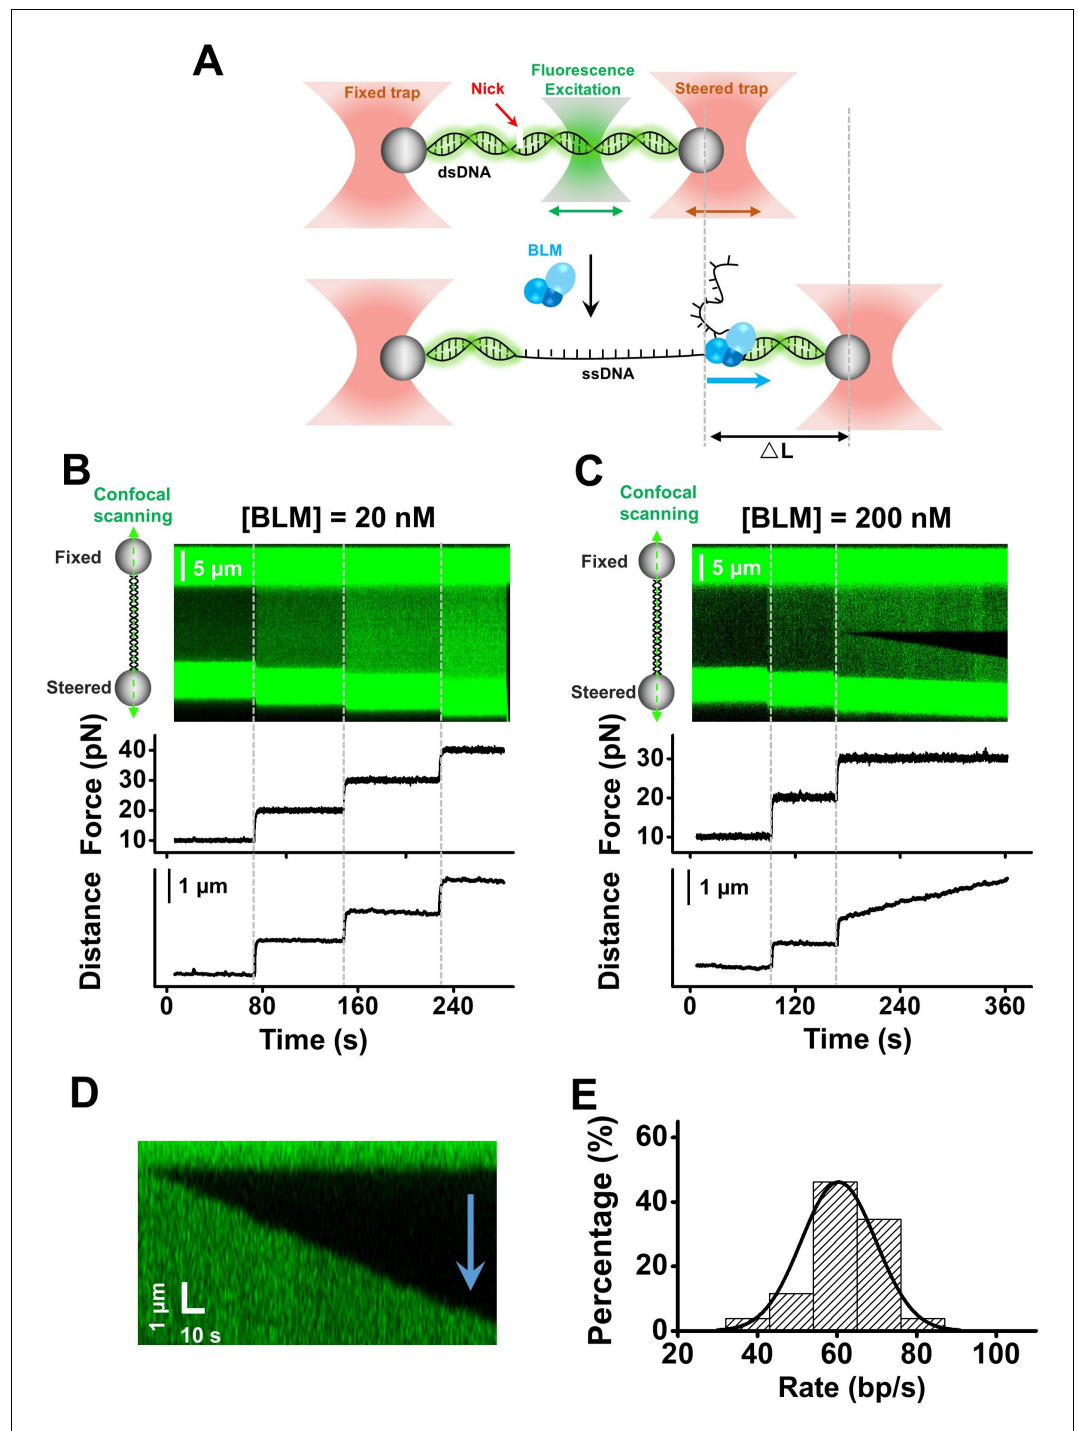 A
Fluorescence
Excitation
Fixed trap
Nick
Steered trap
dsDNA
BLM
ssDNA
△L
B
Confocal
scanning
[BLM] = 20 nM
Fixed
5 µm
Steered
Force (pN)
40
30
20
10
Distance
1 µm
0
80
160
240
Time (s)
C
Confocal
scanning
[BLM] = 200 nM
Fixed
5 µm
Steered
Force (pN)
30
20
10
Distance
1 µm
0
120
240
360
Time (s)
D
1 µm
10 s
E
Percentage (%)
60
40
20
0
20
40
60
80
100
Rate (bp/s)